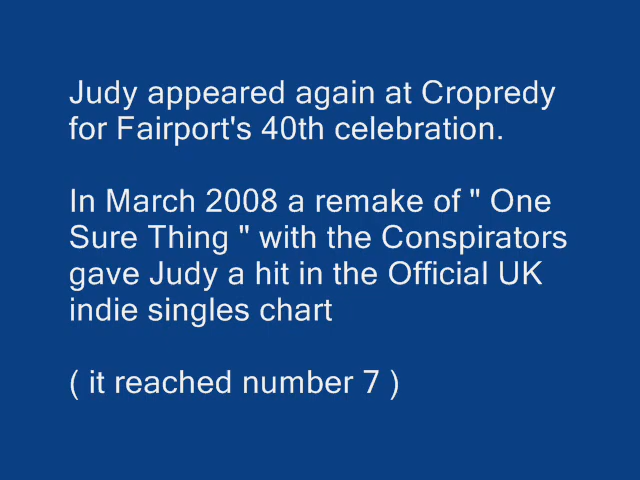 Judy appeared again at Cropredy
for Fairport's 40th celebration.
In March 2008 a remake of " One
Sure Thing " with the Conspirators
gave Judy a hit in the Official UK
indie singles chart
( it reached number 7 )